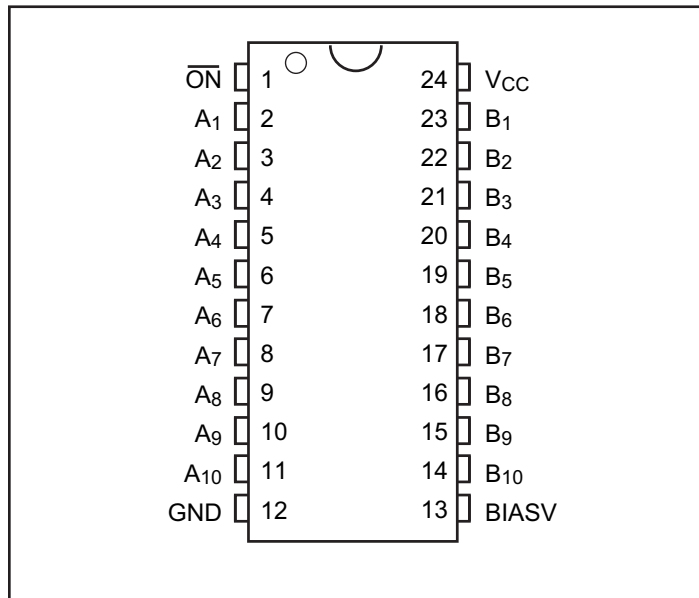 O̅N̅ 1 24 VCC
A1 2 23 B1
A2 3 22 B2
A3 4 21 B3
A4 5 20 B4
A5 6 19 B5
A6 7 18 B6
A7 8 17 B7
A8 9 16 B8
A9 10 15 B9
A10 11 14 B10
GND 12 13 BIASV